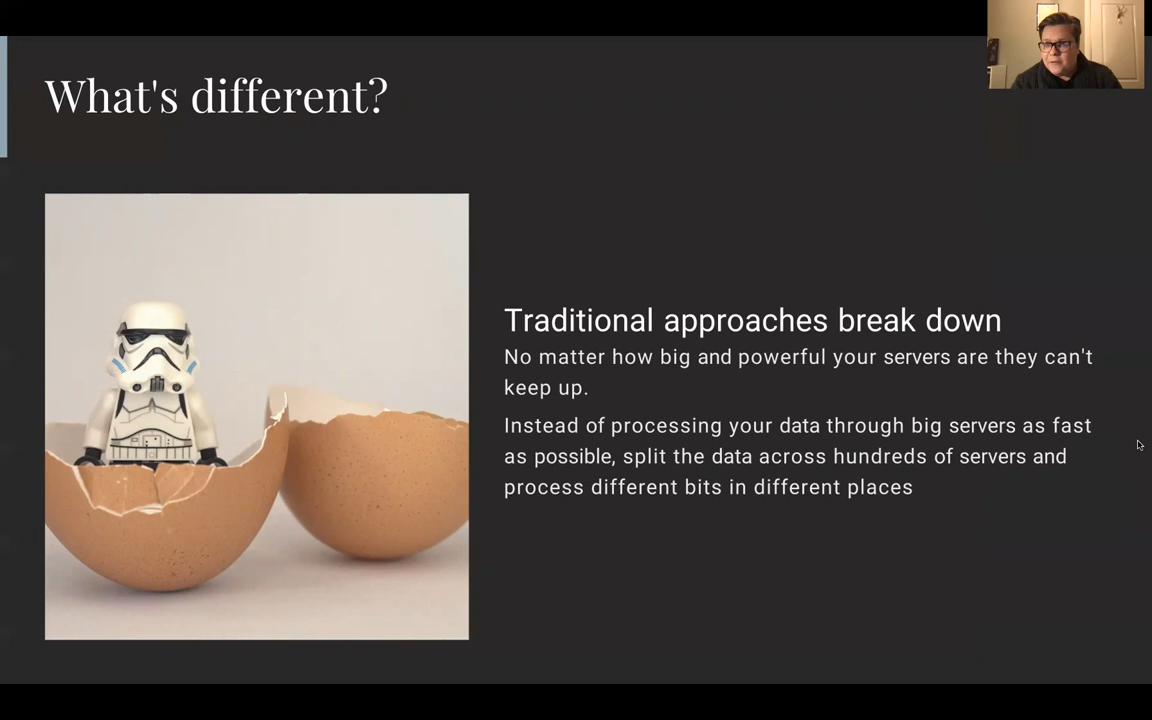 What's different?
Traditional approaches break down
No matter how big and powerful your servers are they can't
keep up.
Instead of processing your data through big servers as fast
as possible, split the data across hundreds of servers and
process different bits in different places